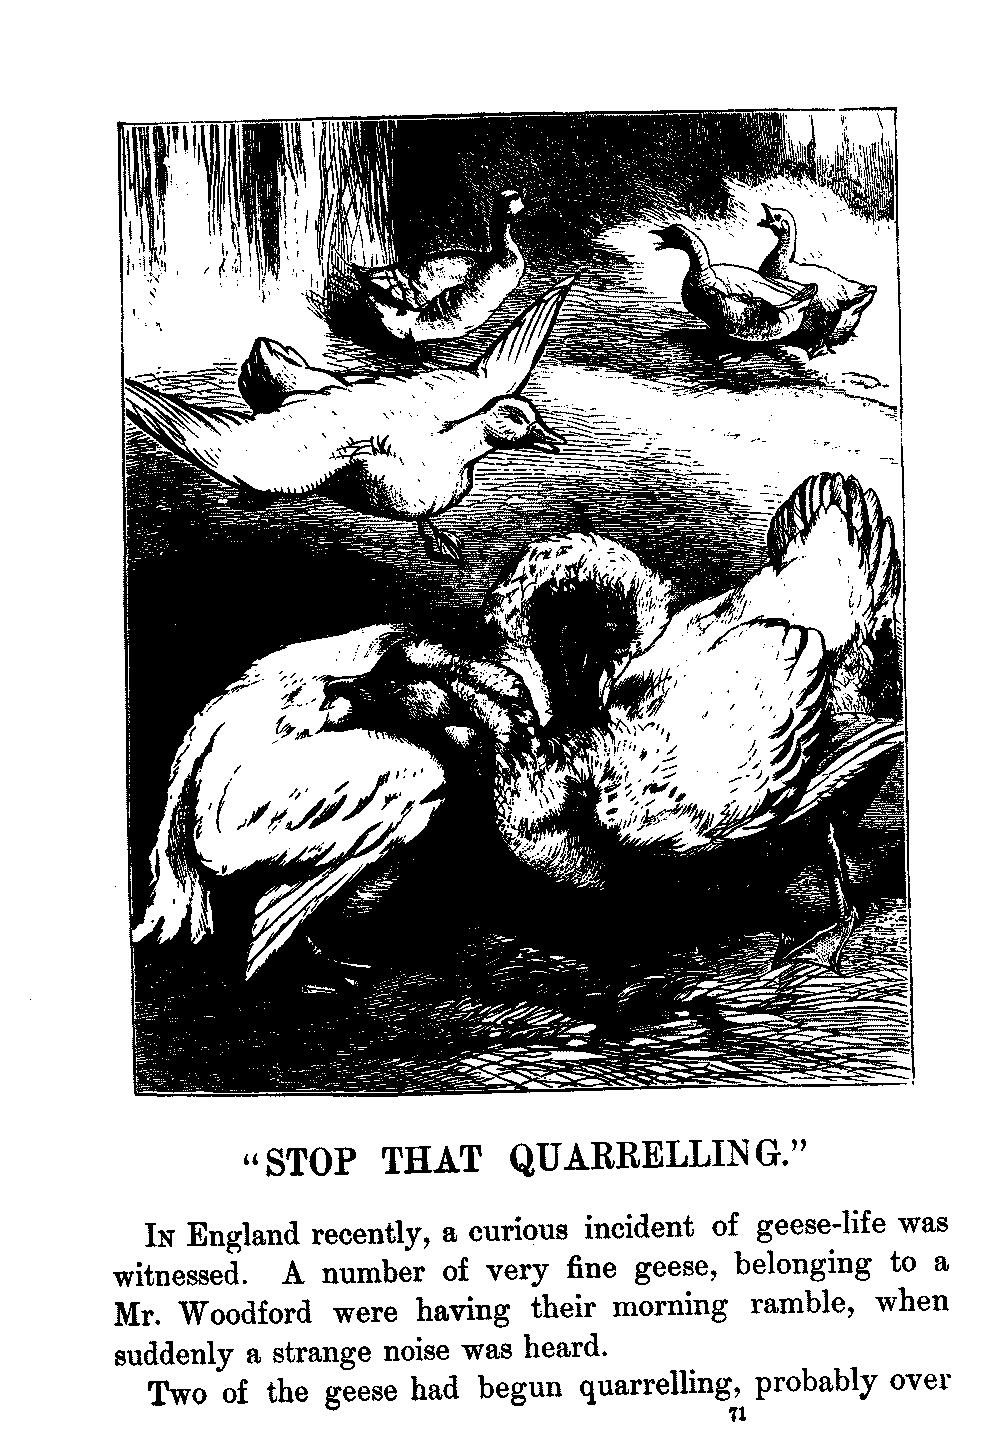 “STOP THAT QUARRELLING.”
In England recently, a curious incident of geese-life was
witnessed. A number of very fine geese, belonging to a
Mr. Woodford were having their morning ramble, when
suddenly a strange noise was heard.
Two of the geese had begun quarrelling, probably over
71